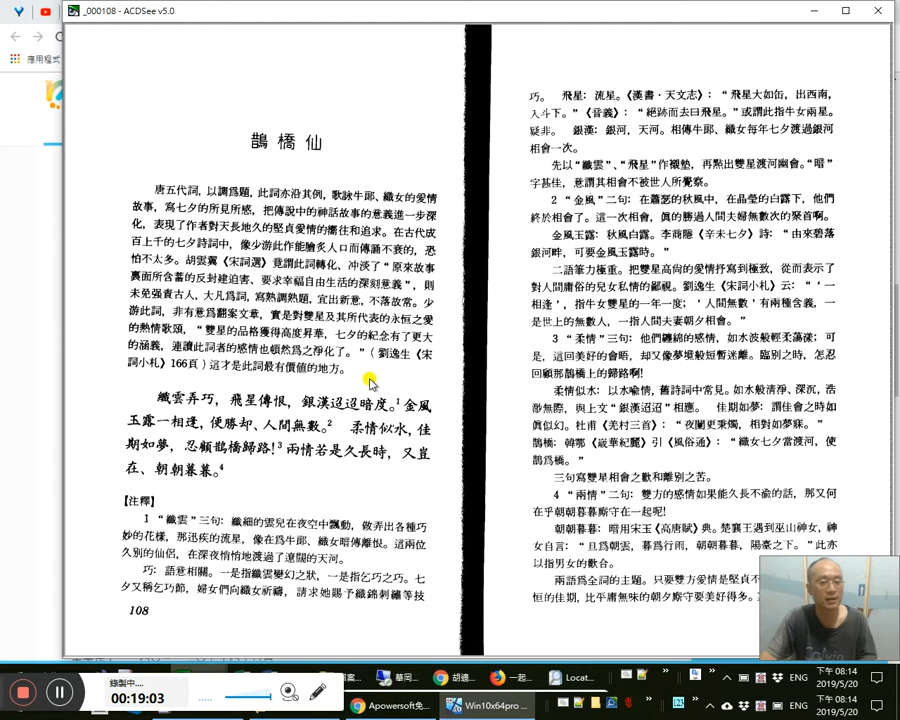 _000108 - ACDSee v5.0
應用程式
鵲橋仙
唐五代詞,以調爲題,此詞亦沿其例,歌詠牛郎、織女的愛情
故事,寫七夕的所見所感,把傳說中的神話故事的意義進一步深
化,表現了作者對天長地久的堅貞愛情的嚮往和追求。在古代成
百上千的七夕詩詞中,像少游此作能膾炙人口而傳誦不衰的,恐
怕不太多。胡雲翼《宋詞選》竟謂此詞轉化、冲淡了“原來故事
裏面所含蓄的反封建迫害、要求幸福自由生活的深刻意義”,則
未免强責古人,大凡爲詞,寫熟調熟題,宜出新意,不落故常。少
游此詞,非有意爲翻案文章,實是對雙星及其所代表的永恒之愛
的熱情歌頌,“雙星的品格獲得高度昇華,七夕的紀念有了更大
的涵義,連讀此詞者的感情也頓然爲之淨化了。”(劉逸生《宋
詞小札》166頁)這才是此詞最有價值的地方。
纖雲弄巧,飛星傳恨,銀漢迢迢暗度。1金風
玉露一相逢,便勝却、人間無數。2 柔情似水,佳
期如夢,忍顧鵲橋歸路!3兩情若是久長時,又豈
在、朝朝暮暮。4
【注釋】
1 “纖雲”三句:纖細的雲兒在夜空中飄動,做弄出各種巧
妙的花樣,那迅疾的流星,像在爲牛郎、織女暗傳離恨。這兩位
久別的仙侶,在深夜悄悄地渡過了遼闊的天河。
巧:語意相關。一是指纖雲變幻之狀,一是指乞巧之巧。七
夕又稱乞巧節,婦女們向織女祈禱,請求她賜予織錦刺繡等技
108
巧。 飛星:流星。《漢書·天文志》:“飛星大如缶,出西南,
入斗下。”《音義》:“絕跡而去曰飛星。”或謂此指牛女兩星。
疑非。 銀漢:銀河,天河。相傳牛郎、織女每年七夕渡過銀河
相會一次。
先以“纖雲”、“飛星”作襯墊,再點出雙星渡河幽會。“暗”
字甚佳,意謂其相會不被世人所覺察。
2 “金風”二句:在蕭瑟的秋風中,在晶瑩的白露下,他們
終於相會了。這一次相會,眞的勝過人間夫婦無數次的聚首啊。
金風玉露:秋風白露。李商隱《辛未七夕》詩:“由來碧落
銀河畔,可要金風玉露時。”
二語筆力極重。把雙星高尚的愛情抒寫到極致,從而表示了
對人間庸俗的兒女私情的鄙視。劉逸生《宋詞小札》云:“‘一
相逢’,指牛女雙星的一年一度;‘人間無數’有兩種含義,一
是世上的無數人,一指人間夫妻朝夕相會。”
3 “柔情”三句:他們纏綿的感情,如水波般輕柔蕩漾;可
是,這回美好的會晤,却又像夢境般短暫迷離。臨別之時,怎忍
回顧那鵲橋上的歸路啊!
柔情似水:以水喻情,舊詩詞中常見。如水般清淨、深沉,浩
渺無際,與上文“銀漢迢迢”相應。 佳期如夢:謂佳會之時如
眞似幻。杜甫《羌村三首》:“夜闌更秉燭,相對如夢寐。”
鵲橋:韓鄂《歲華紀麗》引《風俗通》:“織女七夕當渡河,使
鵲爲橋。”
三句寫雙星相會之歡和離別之苦。
4 “兩情”二句:雙方的感情如果能久長不渝的話,那又何
在乎朝朝暮暮廝守在一起呢!
朝朝暮暮:暗用宋玉《高唐賦》典。楚襄王遇到巫山神女,神
女自言:“旦爲朝雲,暮爲行雨,朝朝暮暮,陽臺之下。”此亦
以指男女的歡合。
兩語爲全詞的主題。只要雙方愛情是堅貞不
恒的佳期,比平庸無味的朝夕廝守要美好得多。
錄製中....
00:19:03
華岡...
胡適...
一起...
Locat...
ENG
下午 08:14
2019/5/20
Apowersoft免...
Win10x64pro ...
ENG
下午 08:14
2019/5/20